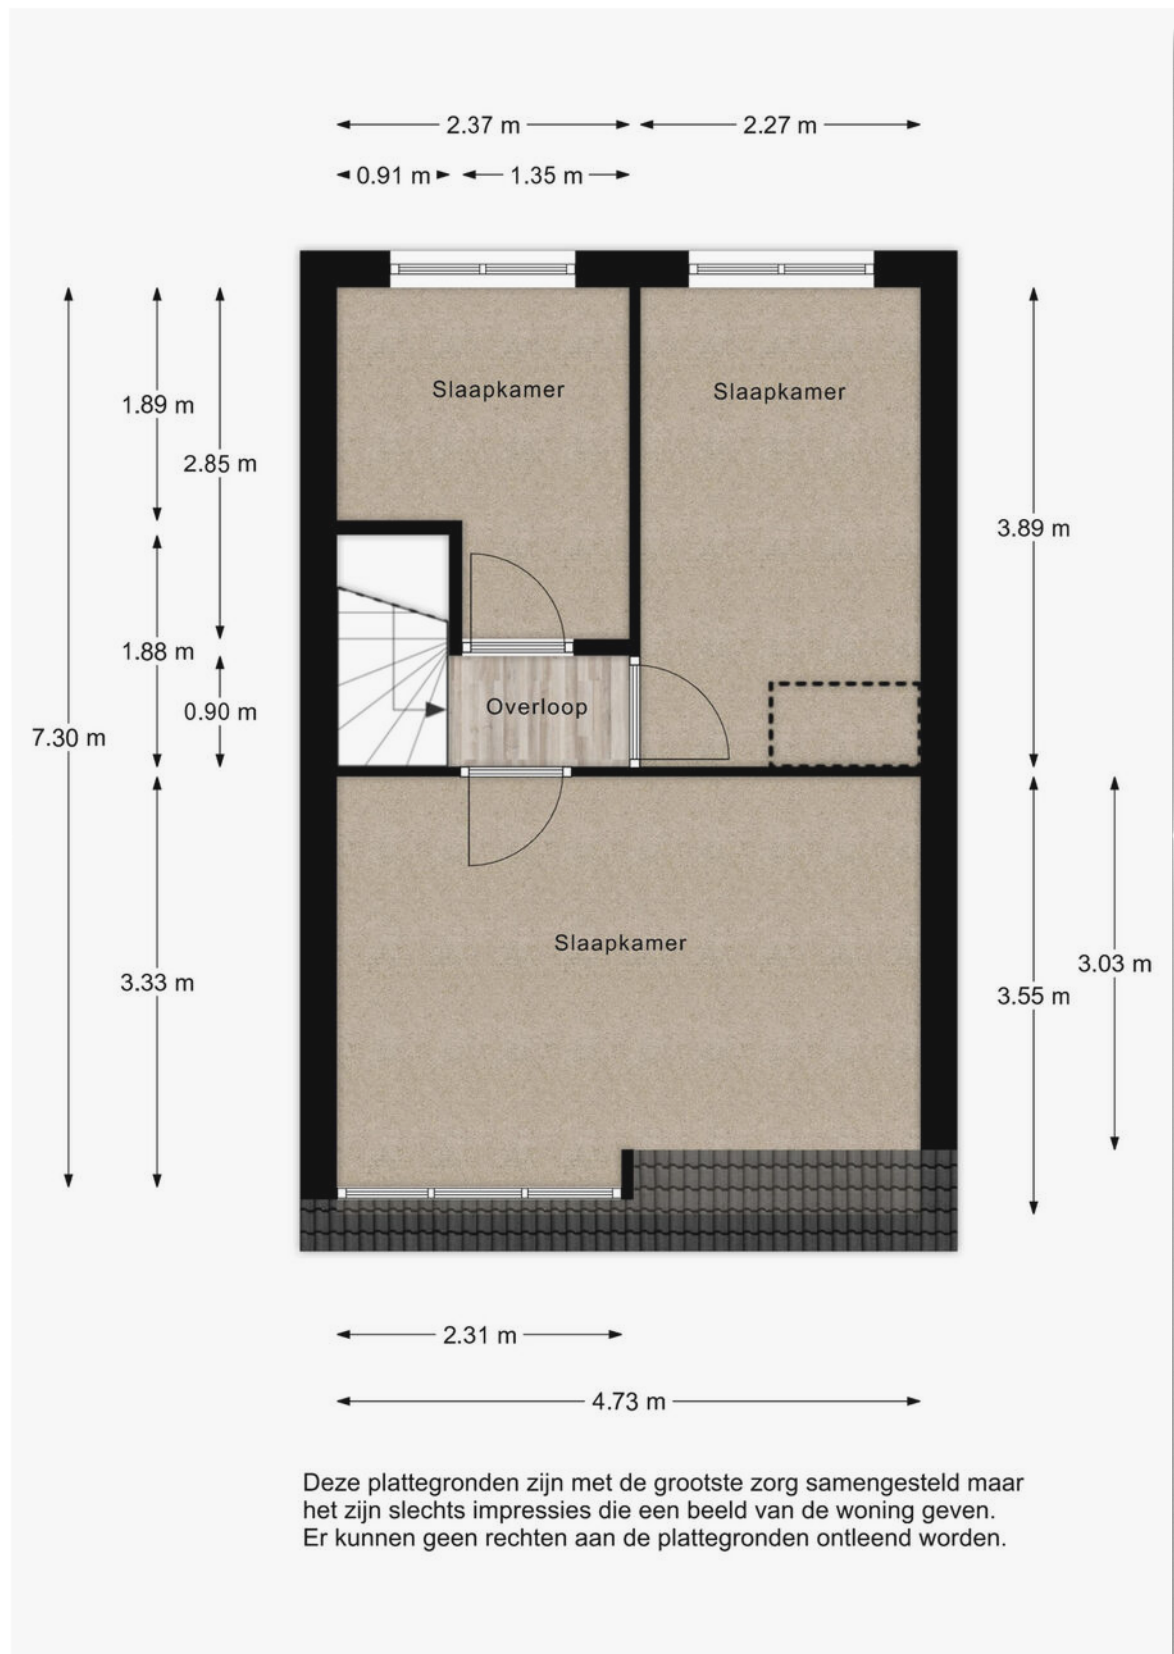 2.37 m
2.27 m
0.91 m
1.35 m
Slaapkamer
Slaapkamer
1.89 m
2.85 m
3.89 m
1.88 m
0.90 m
Overloop
7.30 m
Slaapkamer
3.03 m
3.33 m
3.55 m
2.31 m
4.73 m
Deze plattegronden zijn met de grootste zorg samengesteld maar
het zijn slechts impressies die een beeld van de woning geven.
Er kunnen geen rechten aan de plattegronden ontleend worden.